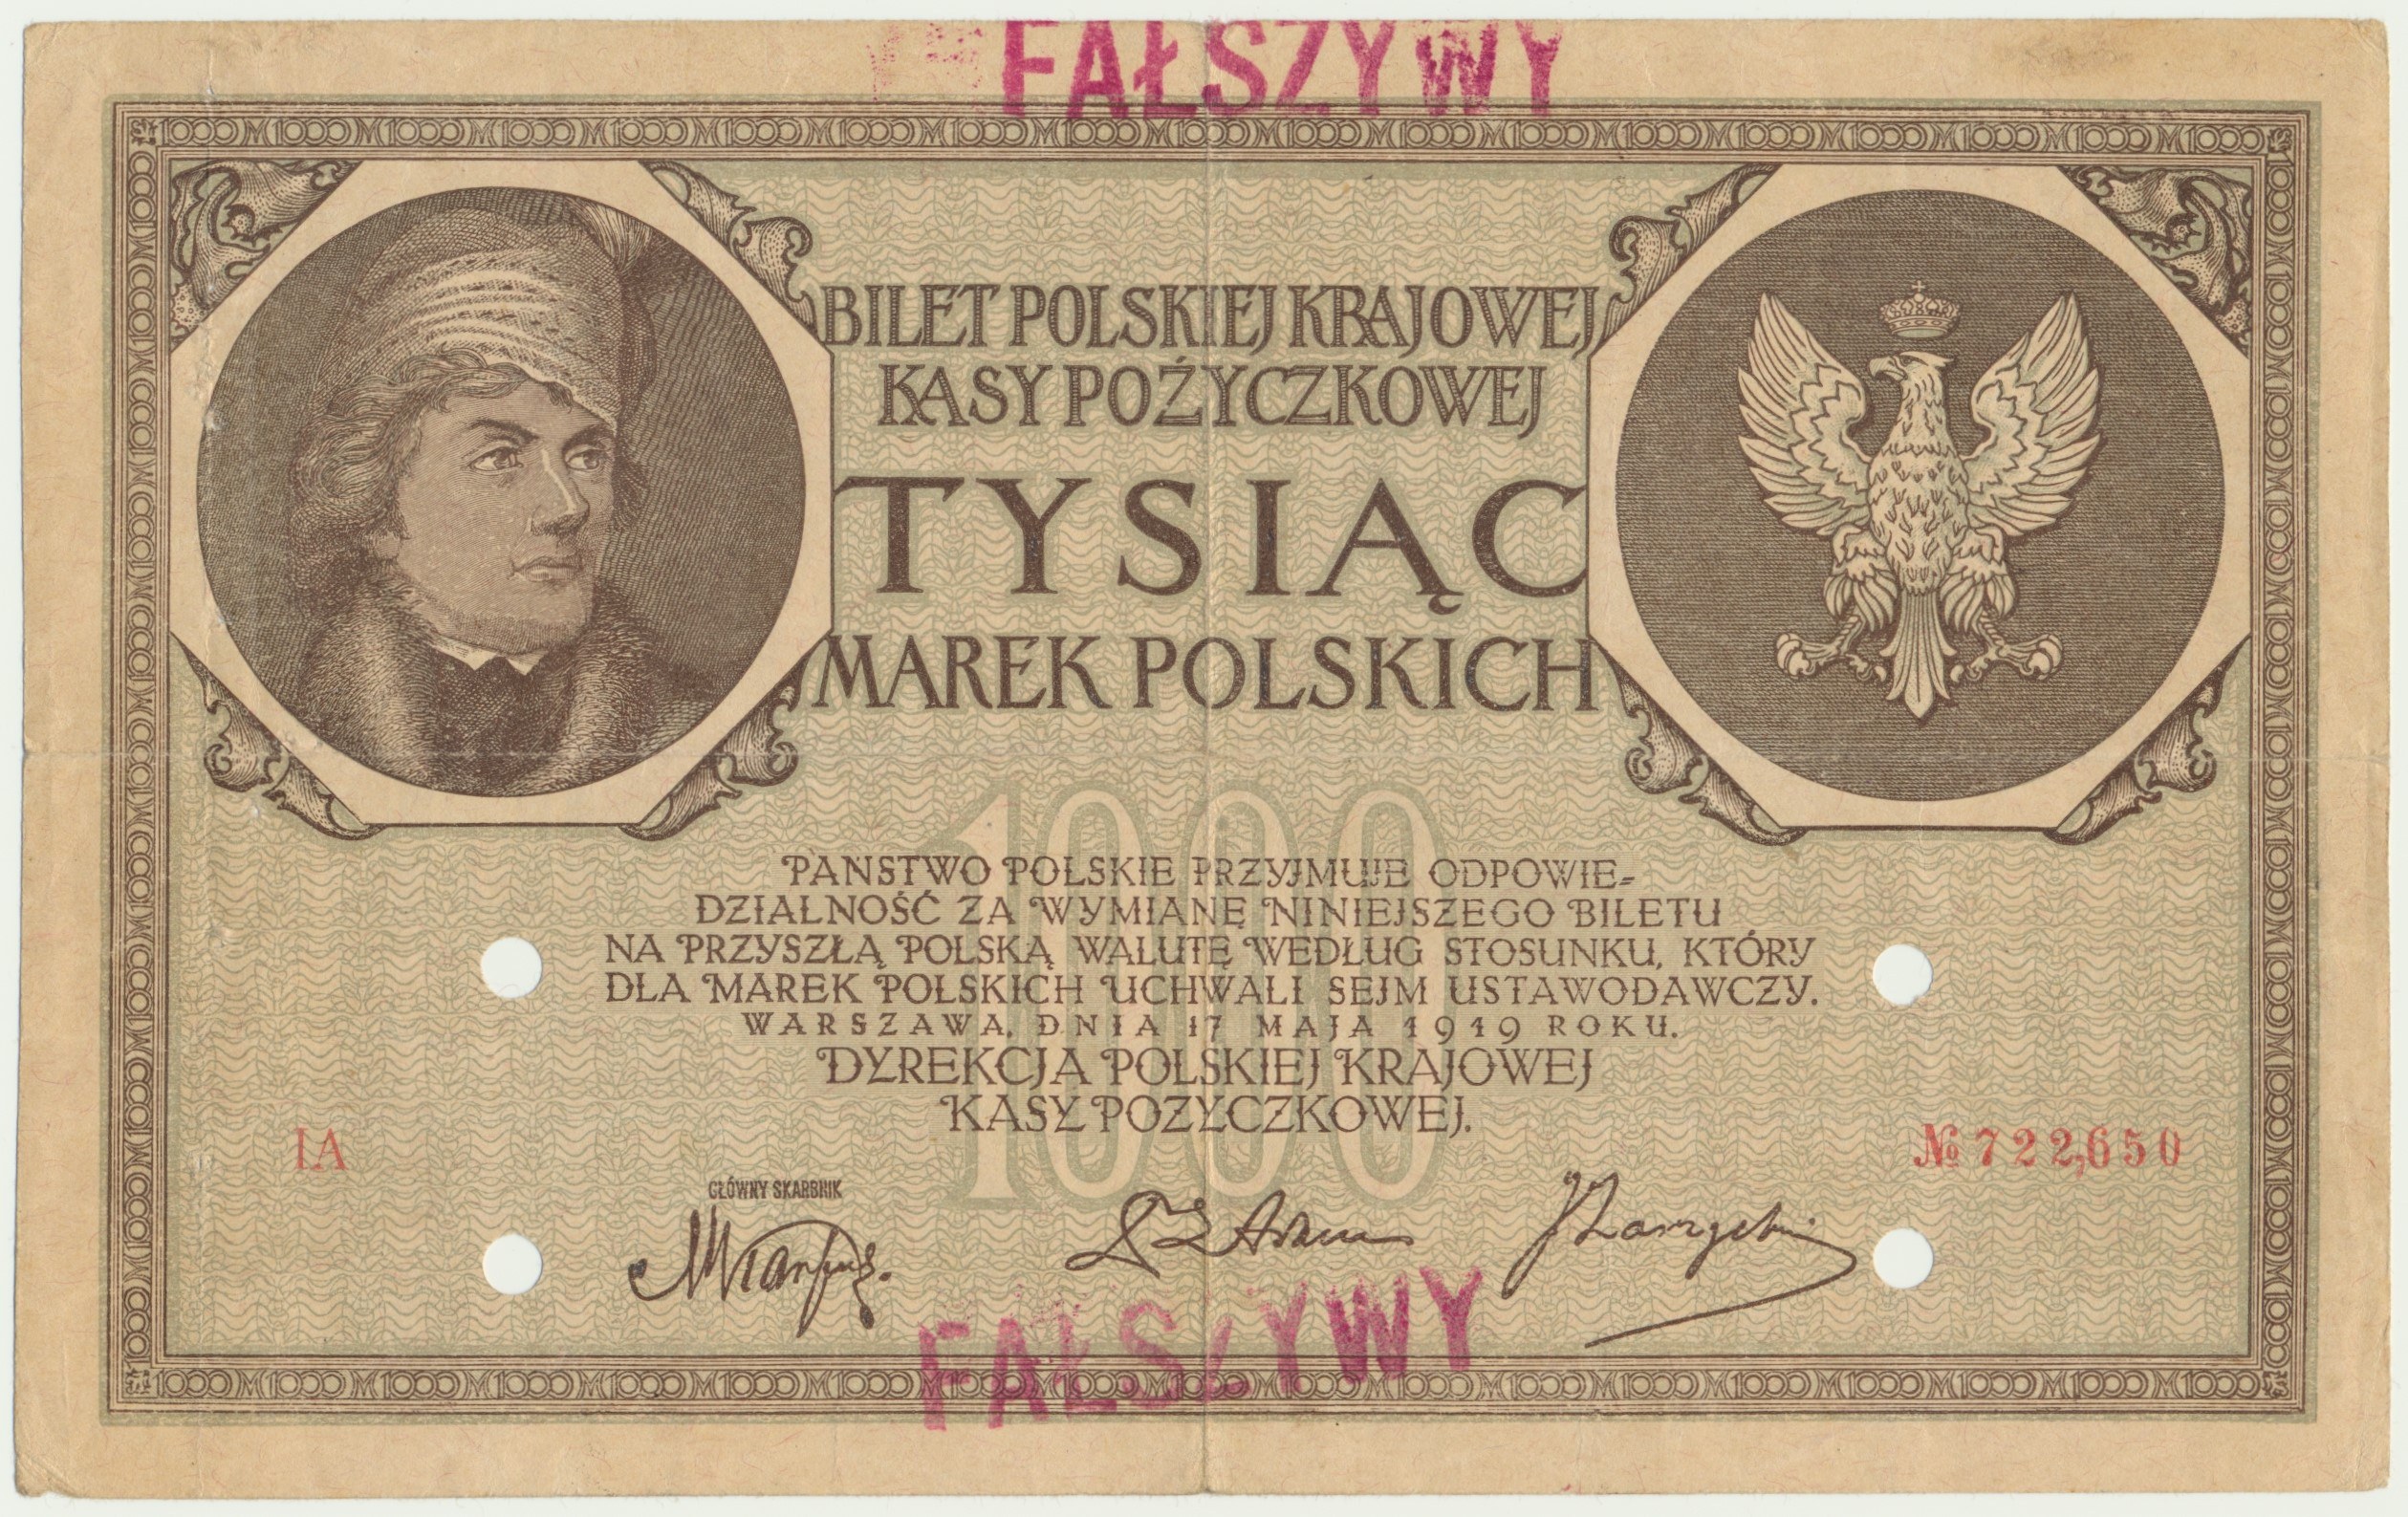 FAŁSZYWY
BILET POLSKIEJ KRAJOWEJ
KASY POŻYCZKOWEJ
TYSIĄC
MAREK POLSKICH
1000
PAŃSTWO POLSKIE PRZYJMUJE ODPOWIE-
DZIALNOŚĆ ZA WYMIANĘ NINIEJSZEGO BILETU
NA PRZYSZŁĄ POLSKĄ WALUTĘ WEDŁUG STOSUNKU, KTÓRY
DLA MAREK POLSKICH UCHWALI SEJM USTAWODAWCZY.
WARSZAWA, DNIA 17 MAJA 1919 ROKU.
DYREKCJA POLSKIEJ KRAJOWEJ
KASY POŻYCZKOWEJ.
IA
№ 722,650
GŁÓWNY SKARBNIK
FAŁSZYWY